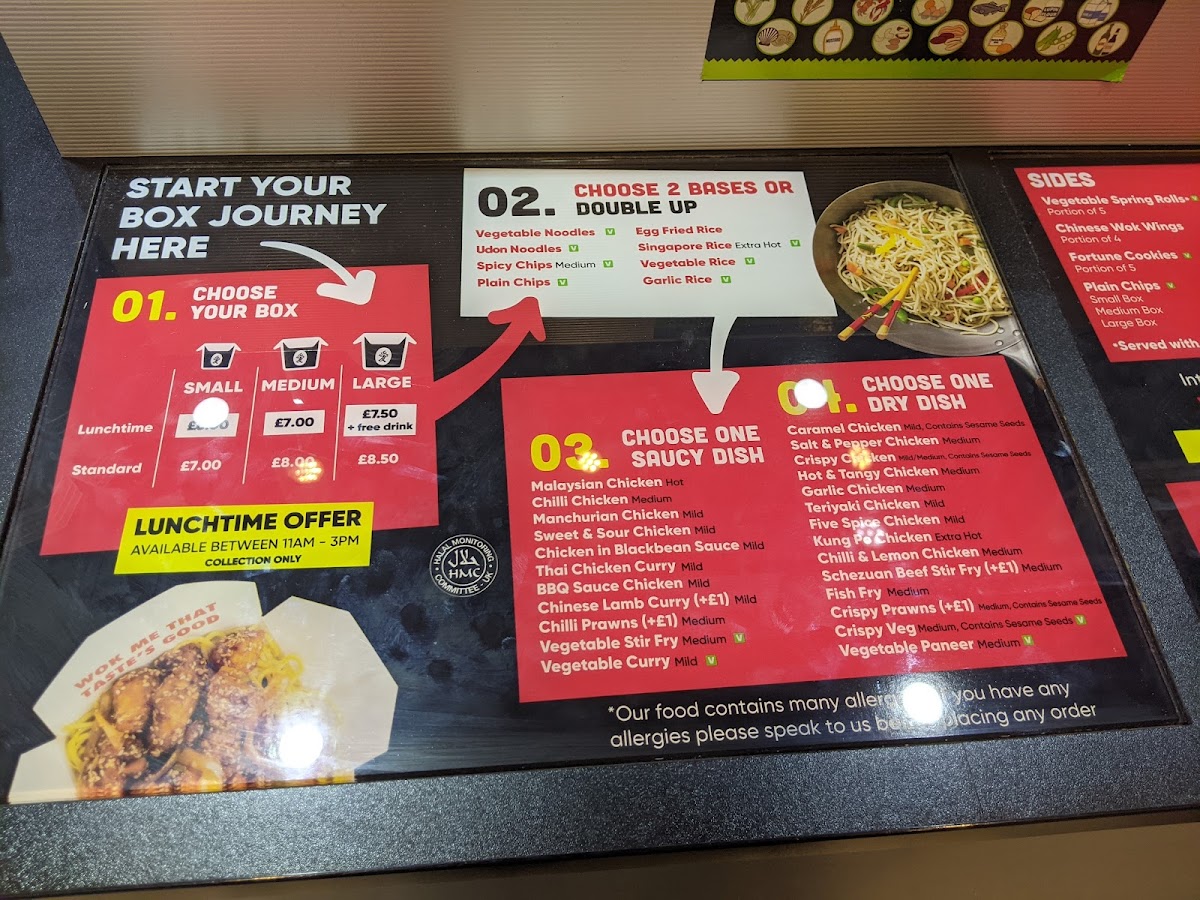 START YOUR
BOX JOURNEY
HERE
01. CHOOSE
YOUR BOX
SMALL MEDIUM LARGE
Lunchtime £7.00 £7.50
+ free drink
Standard £7.00 £8.00 £8.50
LUNCHTIME OFFER
AVAILABLE BETWEEN 11AM - 3PM
COLLECTION ONLY
HALAL MONITORING
HMC
COMMITTEE - UK
WOK ME THAT
TASTE'S GOOD
02. CHOOSE 2 BASES OR
DOUBLE UP
Vegetable Noodles V
Udon Noodles V
Spicy Chips Medium V
Plain Chips V
Egg Fried Rice
Singapore Rice Extra Hot V
Vegetable Rice V
Garlic Rice V
03. CHOOSE ONE
SAUCY DISH
Malaysian Chicken Hot
Chilli Chicken Medium
Manchurian Chicken Mild
Sweet & Sour Chicken Mild
Chicken in Blackbean Sauce Mild
Thai Chicken Curry Mild
BBQ Sauce Chicken Mild
Chinese Lamb Curry (+£1) Mild
Chilli Prawns (+£1) Medium
Vegetable Stir Fry Medium V
Vegetable Curry Mild V
04. CHOOSE ONE
DRY DISH
Caramel Chicken Mild, Contains Sesame Seeds
Salt & Pepper Chicken Medium
Crispy Chicken Mild/Medium, Contains Sesame Seeds
Hot & Tangy Chicken Medium
Garlic Chicken Medium
Teriyaki Chicken Mild
Five Spice Chicken Mild
Kung Po Chicken Extra Hot
Chilli & Lemon Chicken Medium
Schezuan Beef Stir Fry (+£1) Medium
Fish Fry Medium
Crispy Prawns (+£1) Medium, Contains Sesame Seeds
Crispy Veg Medium, Contains Sesame Seeds V
Vegetable Paneer Medium V
*Our food contains many you have any
allergies please speak to us placing any order
SIDES
Vegetable Spring Rolls* V
Portion of 5
Chinese Wok Wings
Portion of 4
Fortune Cookies V
Portion of 5
Plain Chips V
Small Box
Medium Box
Large Box
*Served with